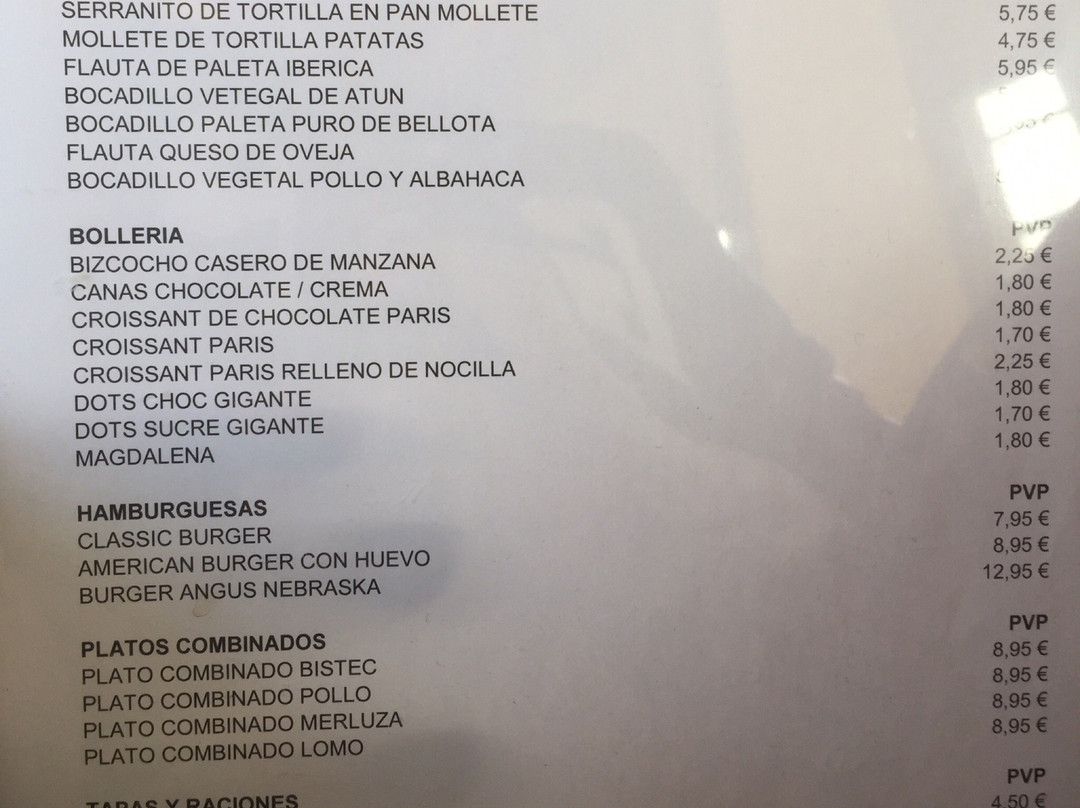 SERRANITO DE TORTILLA EN PAN MOLLETE 5,75 €
MOLLETE DE TORTILLA PATATAS 4,75 €
FLAUTA DE PALETA IBERICA 5,95 €
BOCADILLO VETEGAL DE ATUN
BOCADILLO PALETA PURO DE BELLOTA
FLAUTA QUESO DE OVEJA
BOCADILLO VEGETAL POLLO Y ALBAHACA
BOLLERIA PVP
BIZCOCHO CASERO DE MANZANA 2,25 €
CANAS CHOCOLATE / CREMA 1,80 €
CROISSANT DE CHOCOLATE PARIS 1,80 €
CROISSANT PARIS 1,70 €
CROISSANT PARIS RELLENO DE NOCILLA 2,25 €
DOTS CHOC GIGANTE 1,80 €
DOTS SUCRE GIGANTE 1,70 €
MAGDALENA 1,80 €
HAMBURGUESAS PVP
CLASSIC BURGER 7,95 €
AMERICAN BURGER CON HUEVO 8,95 €
BURGER ANGUS NEBRASKA 12,95 €
PLATOS COMBINADOS PVP
PLATO COMBINADO BISTEC 8,95 €
PLATO COMBINADO POLLO 8,95 €
PLATO COMBINADO MERLUZA 8,95 €
PLATO COMBINADO LOMO 8,95 €
TAPAS Y RACIONES PVP
4,50 €